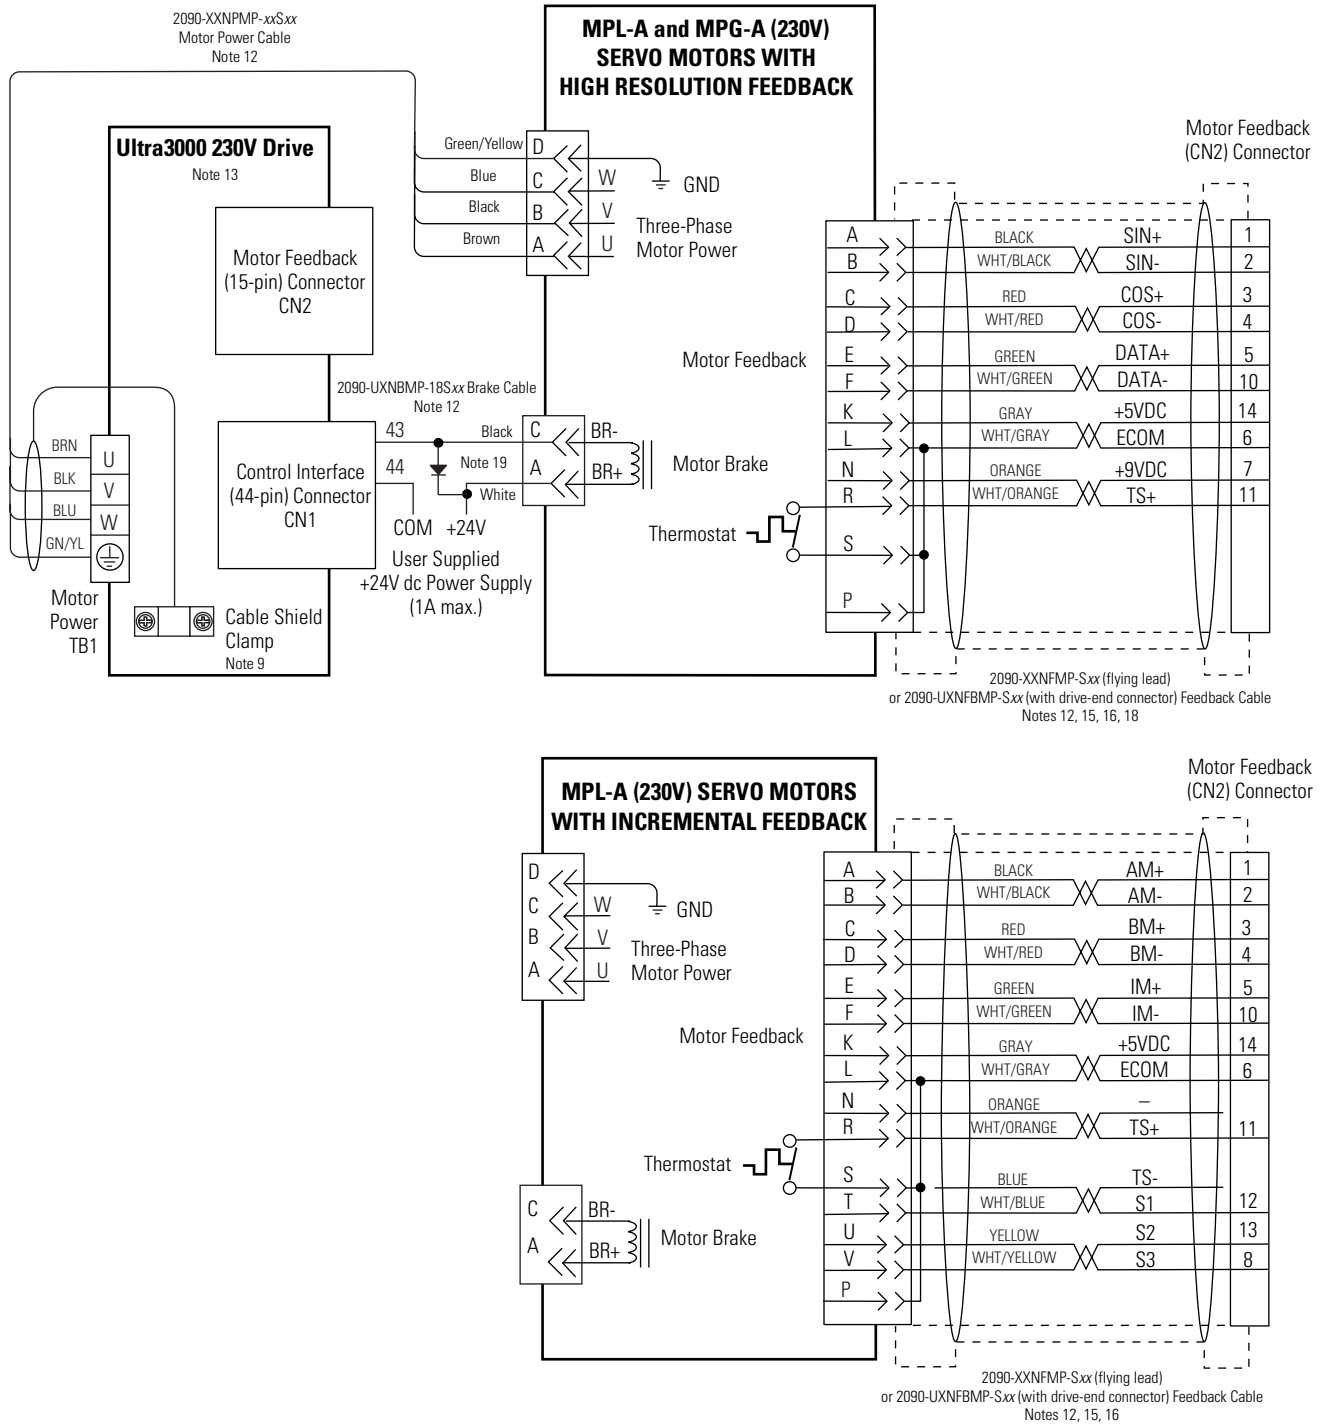 2090-XXNPMP-xxSxx
Motor Power Cable
Note 12
MPL-A and MPG-A (230V)
SERVO MOTORS WITH
HIGH RESOLUTION FEEDBACK
Motor Feedback
(CN2) Connector
Ultra3000 230V Drive
Note 13
Green/Yellow D
Blue C W
Black B V
Brown A U
GND
Three-Phase
Motor Power
Motor Feedback
(15-pin) Connector
CN2
Motor Feedback
A BLACK SIN+ 1
B WHT/BLACK SIN- 2
C RED COS+ 3
D WHT/RED COS- 4
E GREEN DATA+ 5
F WHT/GREEN DATA- 10
K GRAY +5VDC 14
L WHT/GRAY ECOM 6
N ORANGE +9VDC 7
R WHT/ORANGE TS+ 11
S
P
2090-UXNBMP-18Sxx Brake Cable
Note 12
Control Interface
(44-pin) Connector
CN1
43 Black C BR-
44 Note 19 A BR+
White
Motor Brake
COM +24V
User Supplied
+24V dc Power Supply
(1A max.)
Thermostat
BRN U
BLK V
BLU W
GN/YL
Motor
Power
TB1
Cable Shield
Clamp
Note 9
2090-XXNFMP-Sxx (flying lead)
or 2090-UXNFBMP-Sxx (with drive-end connector) Feedback Cable
Notes 12, 15, 16, 18
MPL-A (230V) SERVO MOTORS
WITH INCREMENTAL FEEDBACK
Motor Feedback
(CN2) Connector
D
C W
B V
A U
GND
Three-Phase
Motor Power
Motor Feedback
A BLACK AM+ 1
B WHT/BLACK AM- 2
C RED BM+ 3
D WHT/RED BM- 4
E GREEN IM+ 5
F WHT/GREEN IM- 10
K GRAY +5VDC 14
L WHT/GRAY ECOM 6
N ORANGE –
R WHT/ORANGE TS+ 11
S BLUE TS-
T WHT/BLUE S1 12
U YELLOW S2 13
V WHT/YELLOW S3 8
P
Thermostat
C BR-
A BR+
Motor Brake
2090-XXNFMP-Sxx (flying lead)
or 2090-UXNFBMP-Sxx (with drive-end connector) Feedback Cable
Notes 12, 15, 16